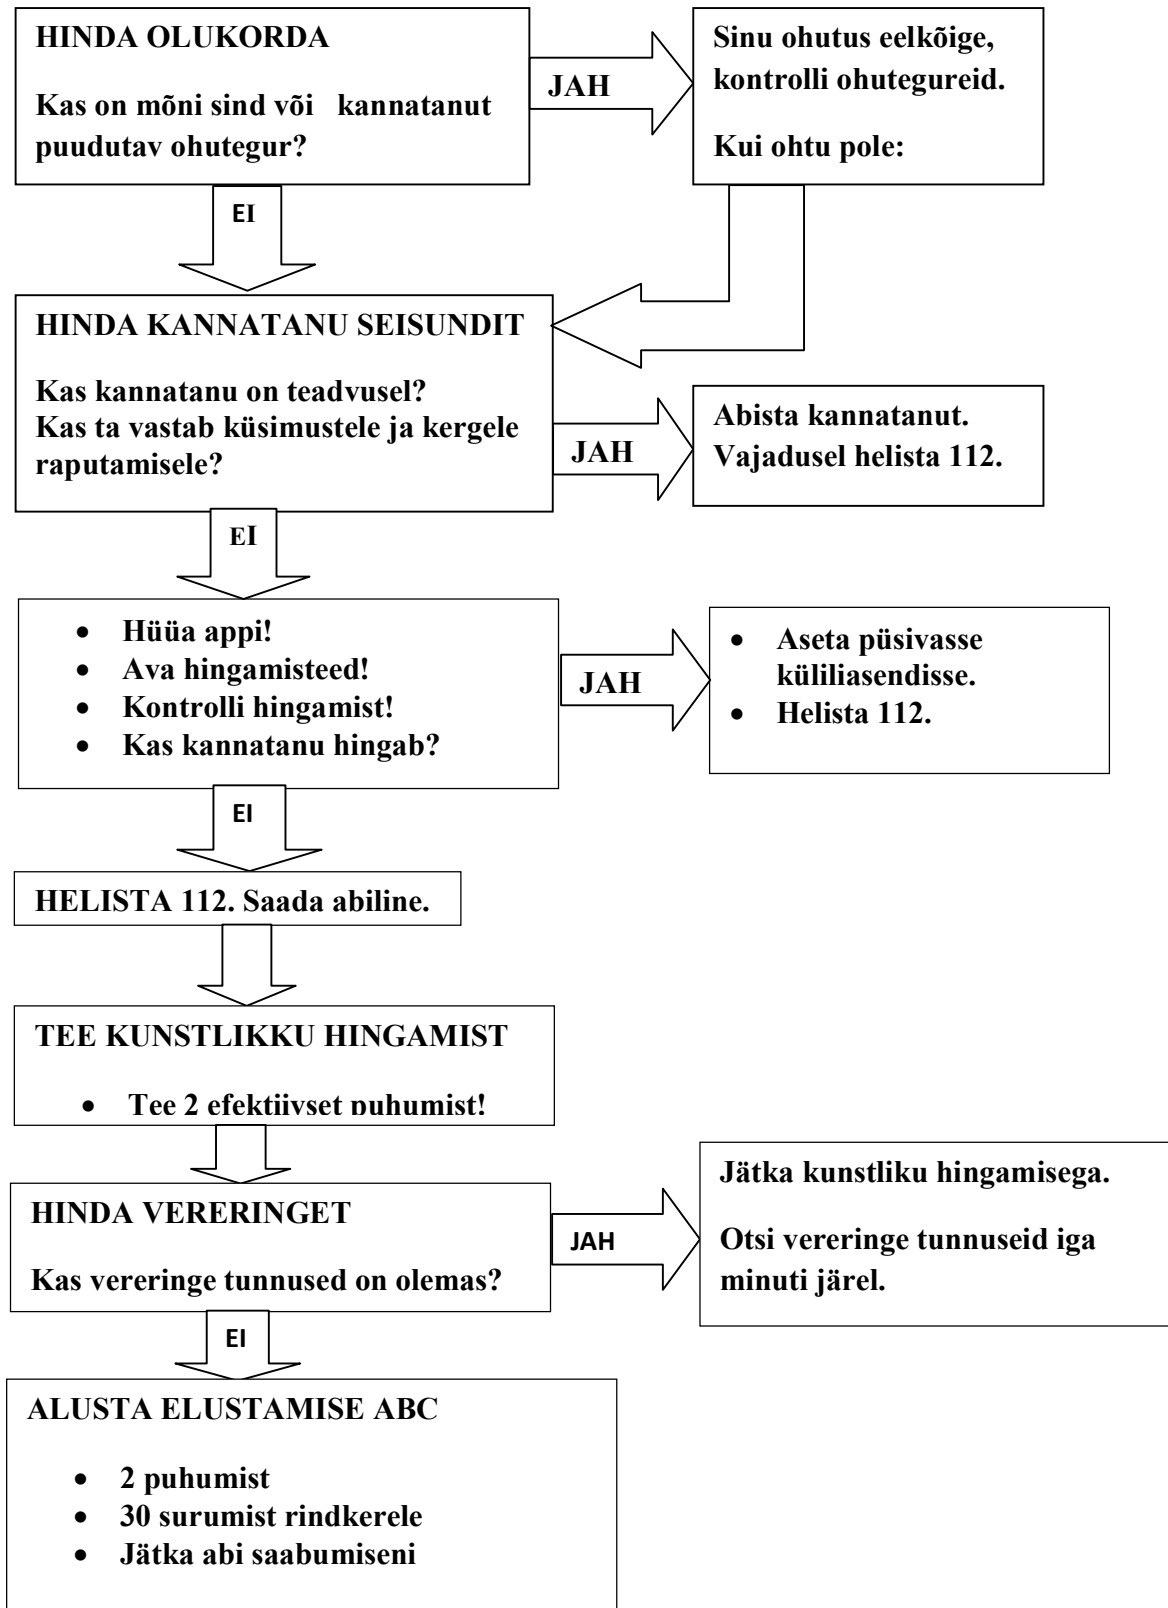 HINDA OLUKORDA
Kas on mõni sind või kannatanut
puudutav ohutegur?
JAH
Sinu ohutus eelkõige,
kontrolli ohutegureid.
Kui ohtu pole:
EI
HINDA KANNATANU SEISUNDIT
Kas kannatanu on teadvusel?
Kas ta vastab küsimustele ja kergele
raputamisele?
JAH
Abista kannatanut.
Vajadusel helista 112.
EI
• Hüüa appi!
• Ava hingamisteed!
• Kontrolli hingamist!
• Kas kannatanu hingab?
JAH
• Aseta püsivasse
küliliasendisse.
• Helista 112.
EI
HELISTA 112. Saada abiline.
TEE KUNSTLIKKU HINGAMIST
• Tee 2 efektiivset puhumist!
HINDA VERERINGET
Kas vereringe tunnused on olemas?
JAH
Jätka kunstliku hingamisega.
Otsi vereringe tunnuseid iga
minuti järel.
EI
ALUSTA ELUSTAMISE ABC
• 2 puhumist
• 30 surumist rindkerele
• Jätka abi saabumiseni